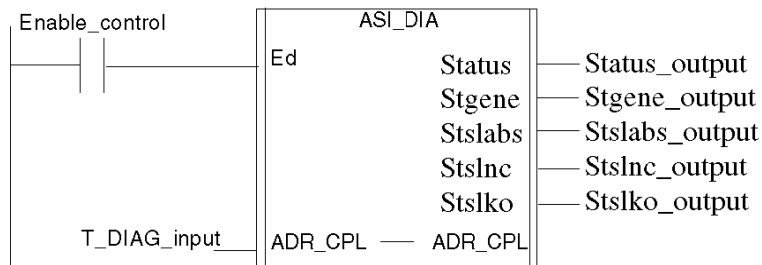 Enable_control
ASI_DIA
Ed
Status Status_output
Stgene Stgene_output
Stslabs Stslabs_output
Stslnc Stslnc_output
Stslko Stslko_output
T_DIAG_input ADR_CPL ADR_CPL